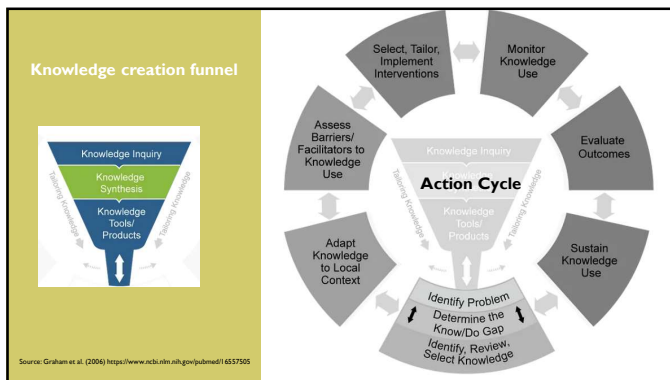 Knowledge creation funnel
Knowledge Inquiry
Knowledge
Synthesis
Knowledge
Tools/
Products
Tailoring Knowledge
Tailoring Knowledge
Source: Graham et al. (2006) https://www.ncbi.nlm.nih.gov/pubmed/16557505
Select, Tailor,
Implement
Interventions
Monitor
Knowledge
Use
Assess
Barriers/
Facilitators to
Knowledge
Use
Evaluate
Outcomes
Knowledge Inquiry
Action Cycle
Knowledge
Tools/
Products
Tailoring Knowledge
Tailoring Knowledge
Adapt
Knowledge
to Local
Context
Sustain
Knowledge
Use
Identify Problem
Determine the
Know/Do Gap
Identify, Review,
Select Knowledge